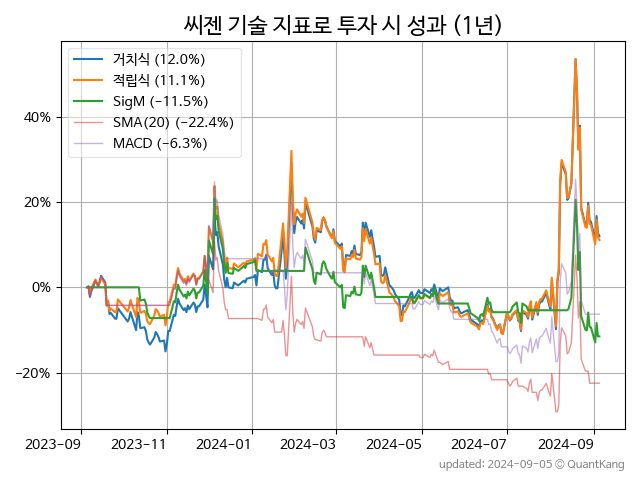 씨젠 기술 지표로 투자 시 성과 (1년)
거치식 (12.0%)
적립식 (11.1%)
SigM (-11.5%)
SMA(20) (-22.4%)
MACD (-6.3%)
40%
20%
0%
-20%
2023-09 2023-11 2024-01 2024-03 2024-05 2024-07 2024-09
updated: 2024-09-05 © QuantKang